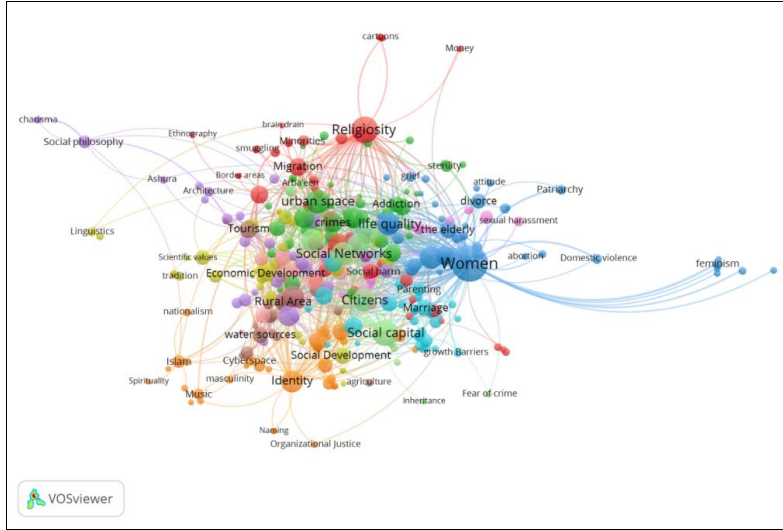 cartoons
Money
charisma
Religiosity
brain drain
Ethnography
Social philosophy
Minorities
smuggling
Migration
sterility
grief
Border areas
Arba'een
Ashura
attitude
Architecture
Patriarchy
urban space
Addiction
divorce
crimes
life quality
sexual harassment
Tourism
the elderly
Linguistics
Social Networks
abortion
Scientific values
Domestic violence
Women
feminism
tradition
Economic Development
Social harm
Parenting
Rural Area
Citizens
Marriage
nationalism
water sources
Social capital
Social Development
growth Barriers
Islam
Cyberspace
Spirituality
masculinity
Identity
agriculture
Music
Fear of crime
Inheritance
Naming
Organizational Justice
VOSviewer